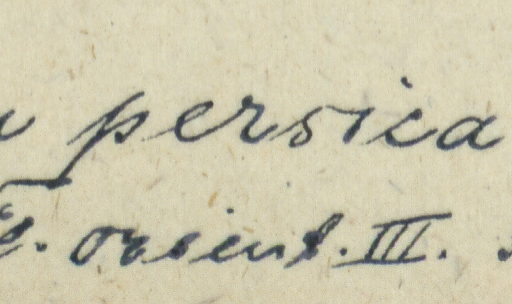 persica
orient. III.